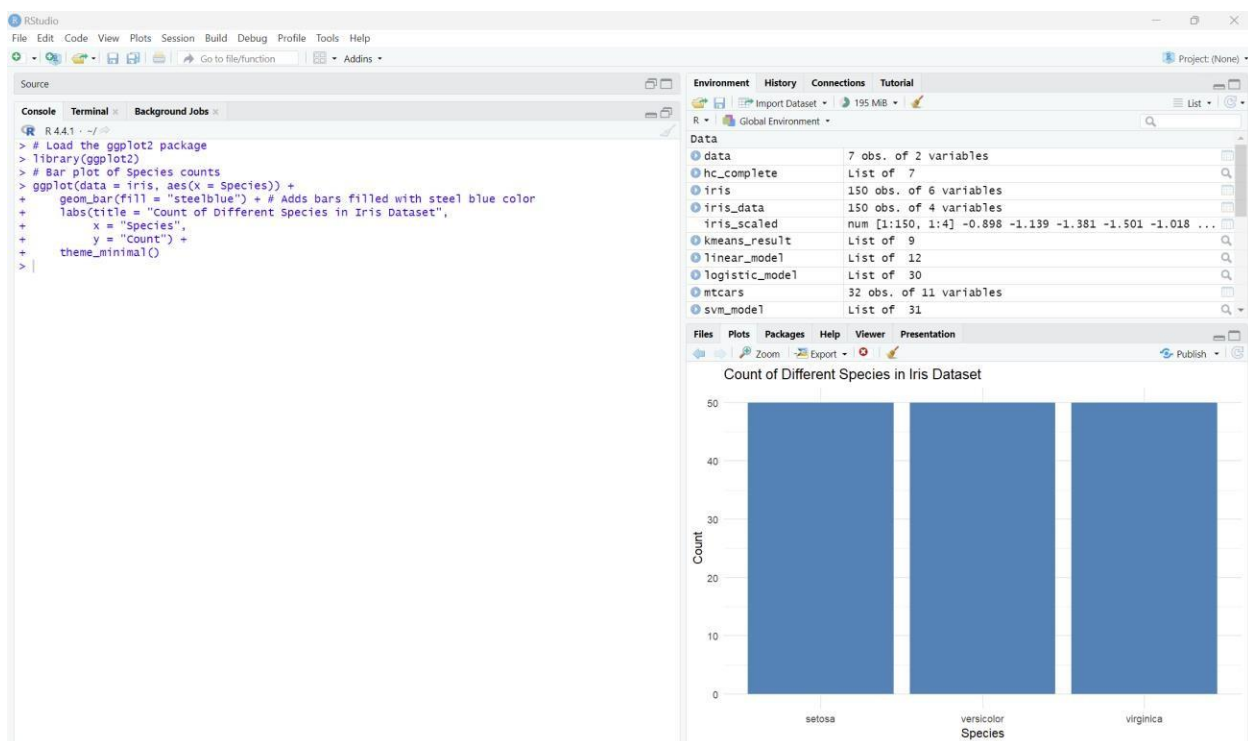 RStudio
File Edit Code View Plots Session Build Debug Profile Tools Help
Go to file/function Addins
Project: (None)
Source
Console Terminal Background Jobs
R 4.4.1 · ~/
> # Load the ggplot2 package
> library(ggplot2)
> # Bar plot of Species counts
> ggplot(data = iris, aes(x = Species)) +
+     geom_bar(fill = "steelblue") + # Adds bars filled with steel blue color
+     labs(title = "Count of Different Species in Iris Dataset",
+          x = "Species",
+          y = "Count") +
+     theme_minimal()
>
Environment History Connections Tutorial
Import Dataset 195 MiB List
R Global Environment
Data
data 7 obs. of 2 variables
hc_complete List of 7
iris 150 obs. of 6 variables
iris_data 150 obs. of 4 variables
iris_scaled num [1:150, 1:4] -0.898 -1.139 -1.381 -1.501 -1.018 ...
kmeans_result List of 9
linear_model List of 12
logistic_model List of 30
mtcars 32 obs. of 11 variables
svm_model List of 31
Files Plots Packages Help Viewer Presentation
Zoom Export Publish
Count of Different Species in Iris Dataset
50
40
30
20
10
0
Count
setosa versicolor virginica
Species